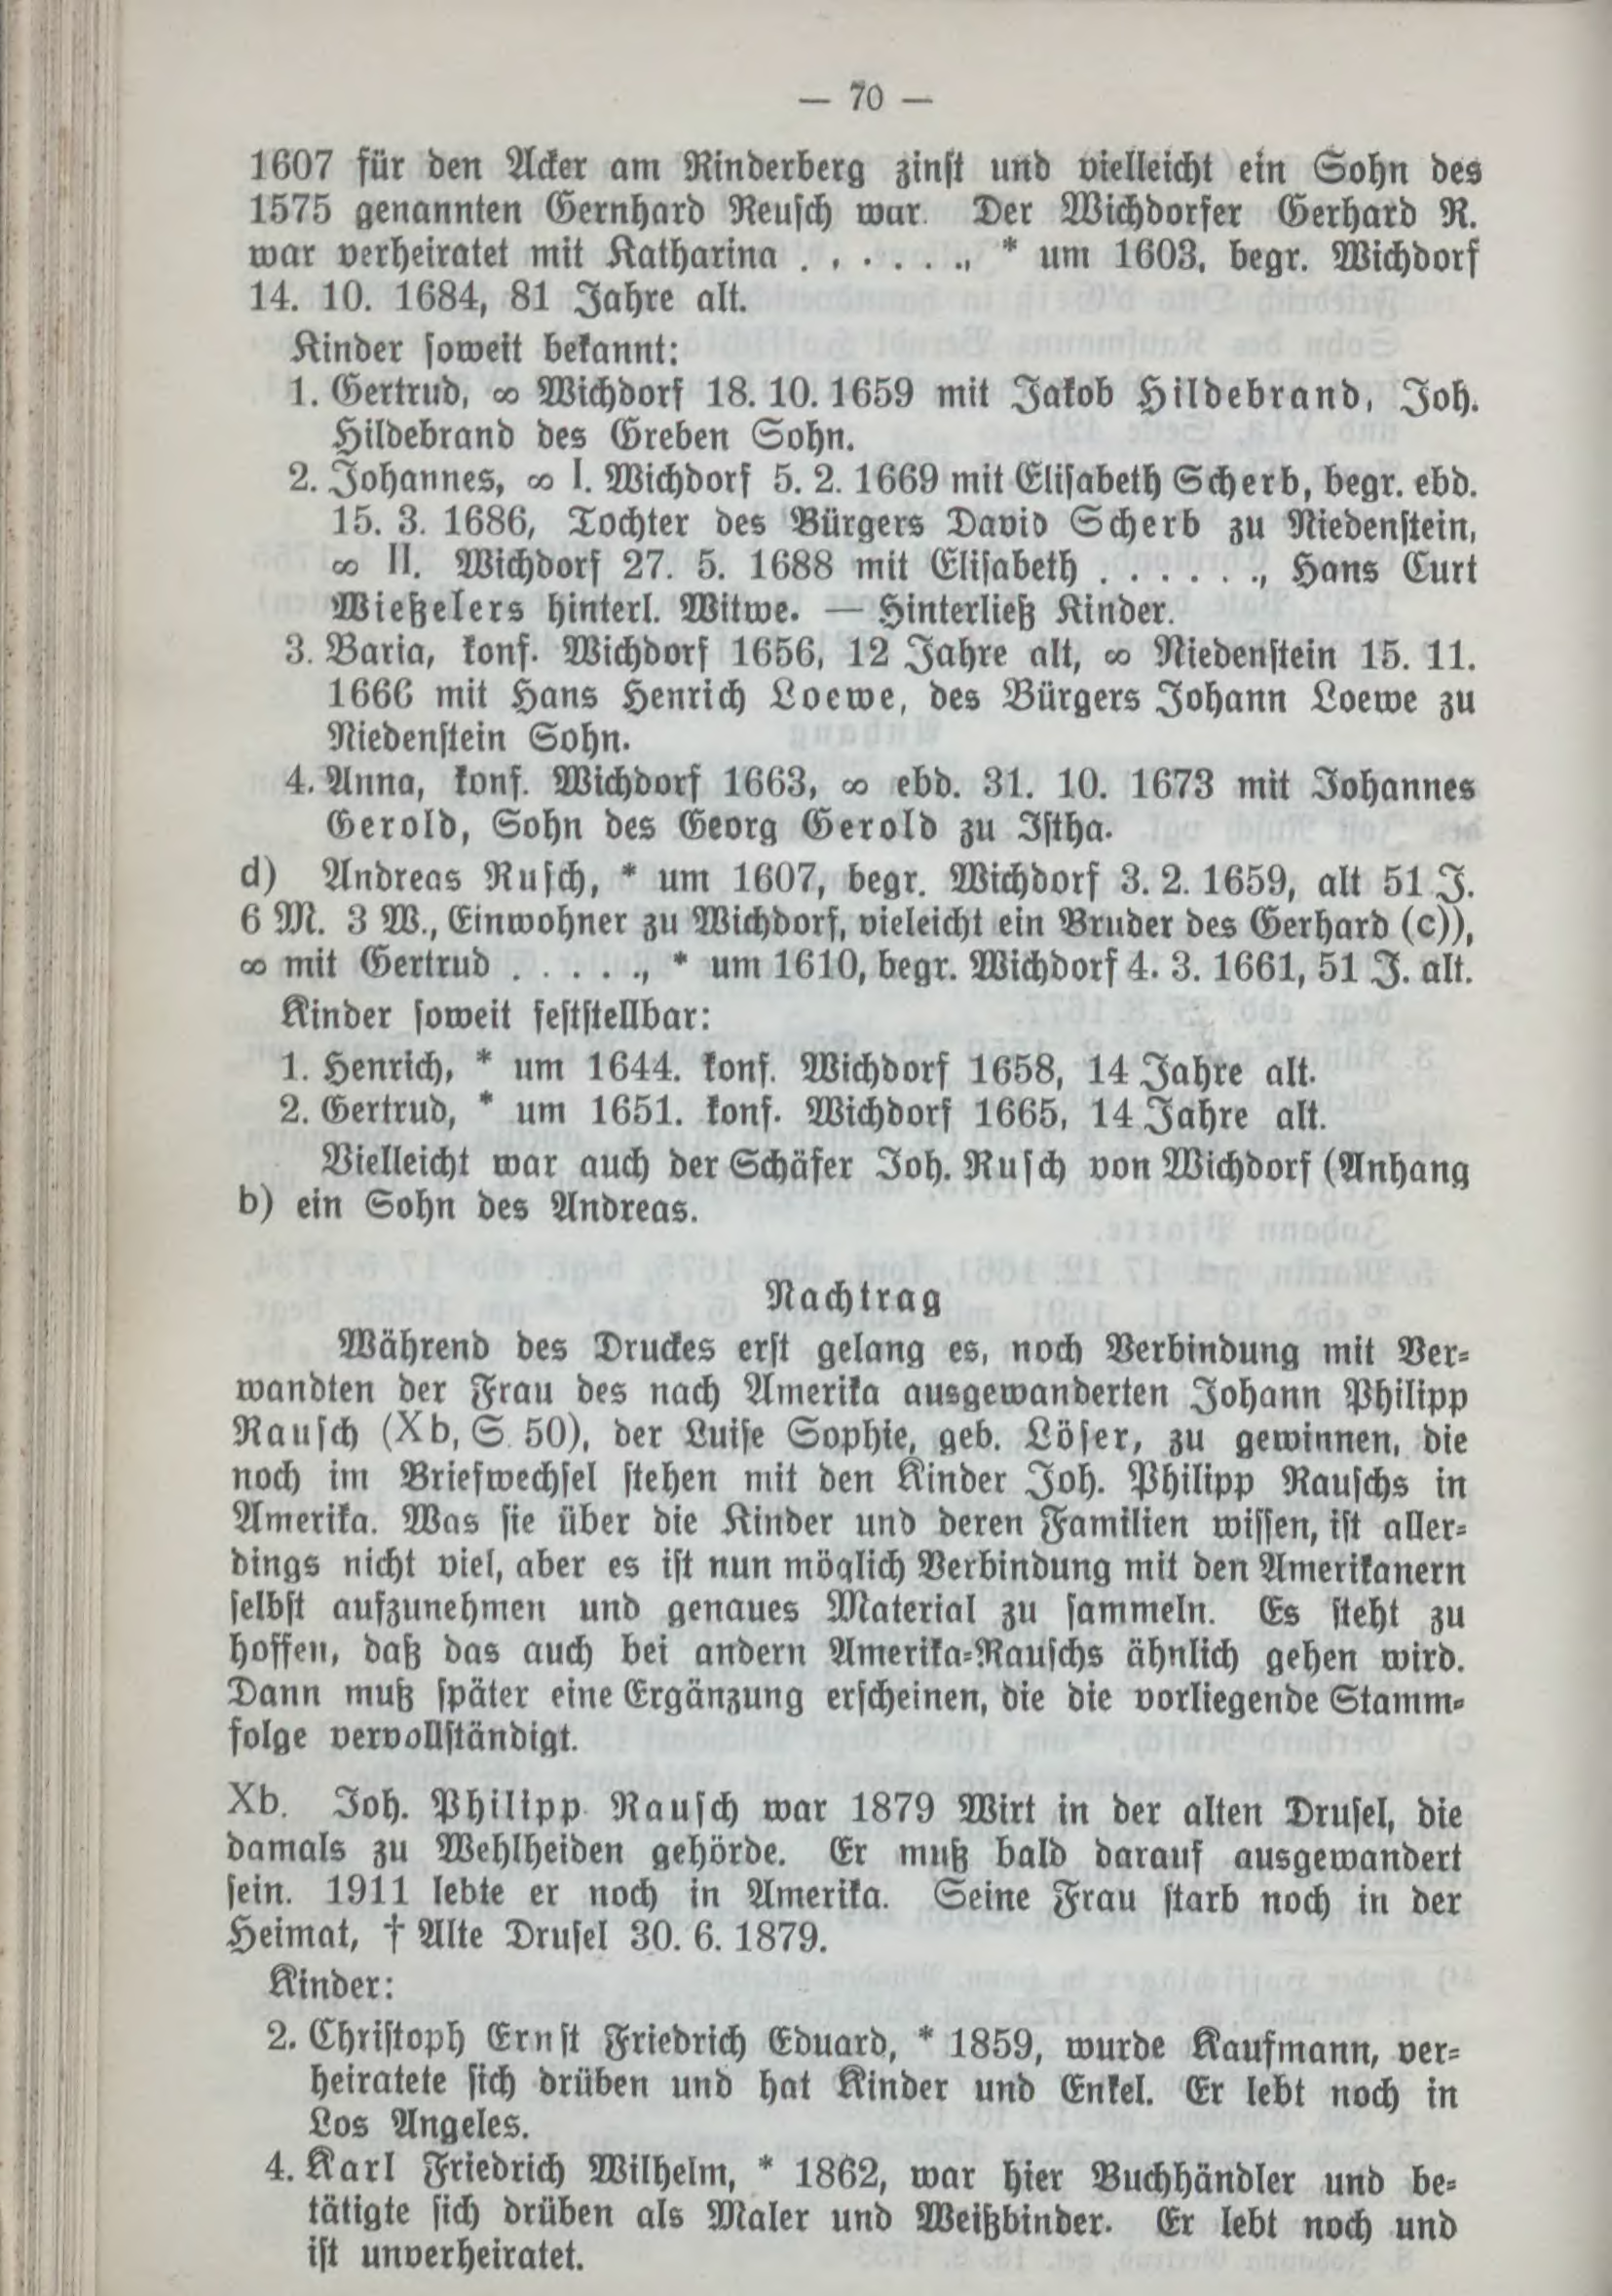 — 70 —
1607 für den Acker am Rinderberg zinst und vielleicht ein Sohn des
1575 genannten Gernhard Reusch war. Der Wichdorfer Gerhard R.
war verheiratet mit Katharina . . . . . ., * um 1603, begr. Wichdorf
14. 10. 1684, 81 Jahre alt.
Kinder soweit bekannt:
1. Gertrud, ∞ Wichdorf 18. 10. 1659 mit Jakob Hildebrand, Joh.
Hildebrand des Greben Sohn.
2. Johannes, ∞ I. Wichdorf 5. 2. 1669 mit Elisabeth Scherb, begr. ebd.
15. 3. 1686, Tochter des Bürgers David Scherb zu Niedenstein,
∞ II. Wichdorf 27. 5. 1688 mit Elisabeth . . . . . ., Hans Curt
Wießelers hinterl. Witwe. — Hinterließ Kinder.
3. Baria, konf. Wichdorf 1656, 12 Jahre alt, ∞ Niedenstein 15. 11.
1666 mit Hans Henrich Loewe, des Bürgers Johann Loewe zu
Niedenstein Sohn.
4. Anna, konf. Wichdorf 1663, ∞ ebd. 31. 10. 1673 mit Johannes
Gerold, Sohn des Georg Gerold zu Istha.
d) Andreas Rusch, * um 1607, begr. Wichdorf 3. 2. 1659, alt 51 J.
6 M. 3 W., Einwohner zu Wichdorf, vieleicht ein Bruder des Gerhard (c)),
∞ mit Gertrud . . . . ., * um 1610, begr. Wichdorf 4. 3. 1661, 51 J. alt.
Kinder soweit feststellbar:
1. Henrich, * um 1644. konf. Wichdorf 1658, 14 Jahre alt.
2. Gertrud, * um 1651. konf. Wichdorf 1665, 14 Jahre alt.
Vielleicht war auch der Schäfer Joh. Rusch von Wichdorf (Anhang
b) ein Sohn des Andreas.
Nachtrag
Während des Druckes erst gelang es, noch Verbindung mit Ver-
wandten der Frau des nach Amerika ausgewanderten Johann Philipp
Rausch (Xb, S. 50), der Luise Sophie, geb. Löser, zu gewinnen, die
noch im Briefwechsel stehen mit den Kinder Joh. Philipp Rauschs in
Amerika. Was sie über die Kinder und deren Familien wissen, ist aller-
dings nicht viel, aber es ist nun möglich Verbindung mit den Amerikanern
selbst aufzunehmen und genaues Material zu sammeln. Es steht zu
hoffen, daß das auch bei andern Amerika-Rauschs ähnlich gehen wird.
Dann muß später eine Ergänzung erscheinen, die die vorliegende Stamm-
folge vervollständigt.
Xb. Joh. Philipp Rausch war 1879 Wirt in der alten Drusel, die
damals zu Wehlheiden gehörde. Er muß bald darauf ausgewandert
sein. 1911 lebte er noch in Amerika. Seine Frau starb noch in der
Heimat, † Alte Drusel 30. 6. 1879.
Kinder:
2. Christoph Ernst Friedrich Eduard, * 1859, wurde Kaufmann, ver-
heiratete sich drüben und hat Kinder und Enkel. Er lebt noch in
Los Angeles.
4. Karl Friedrich Wilhelm, * 1862, war hier Buchhändler und be-
tätigte sich drüben als Maler und Weißbinder. Er lebt noch und
ist unverheiratet.